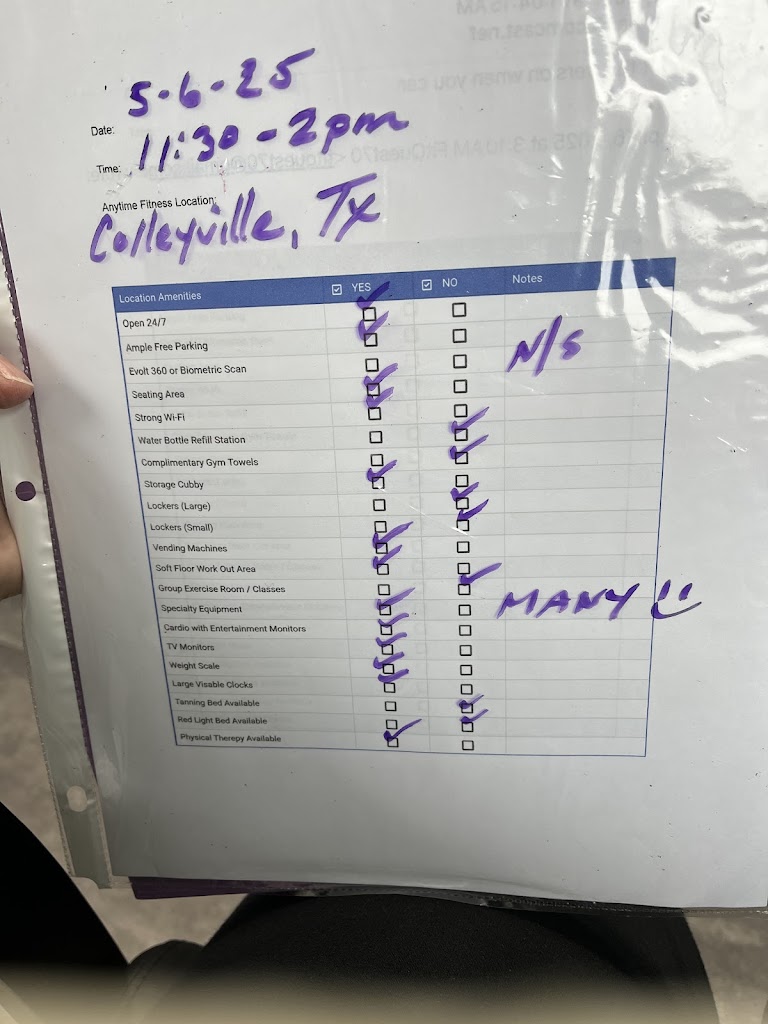 5-6-25
Date:
11:30 - 2pm
Time:
Anytime Fitness Location:
Colleyville, Tx
Location Amenities ☑ YES ☑ NO Notes
Open 24/7
Ample Free Parking
Evolt 360 or Biometric Scan N/S
Seating Area
Strong Wi-Fi
Water Bottle Refill Station
Complimentary Gym Towels
Storage Cubby
Lockers (Large)
Lockers (Small)
Vending Machines
Soft Floor Work Out Area
Group Exercise Room / Classes
Specialty Equipment MANY
Cardio with Entertainment Monitors
TV Monitors
Weight Scale
Large Visable Clocks
Tanning Bed Available
Red Light Bed Available
Physical Therepy Available